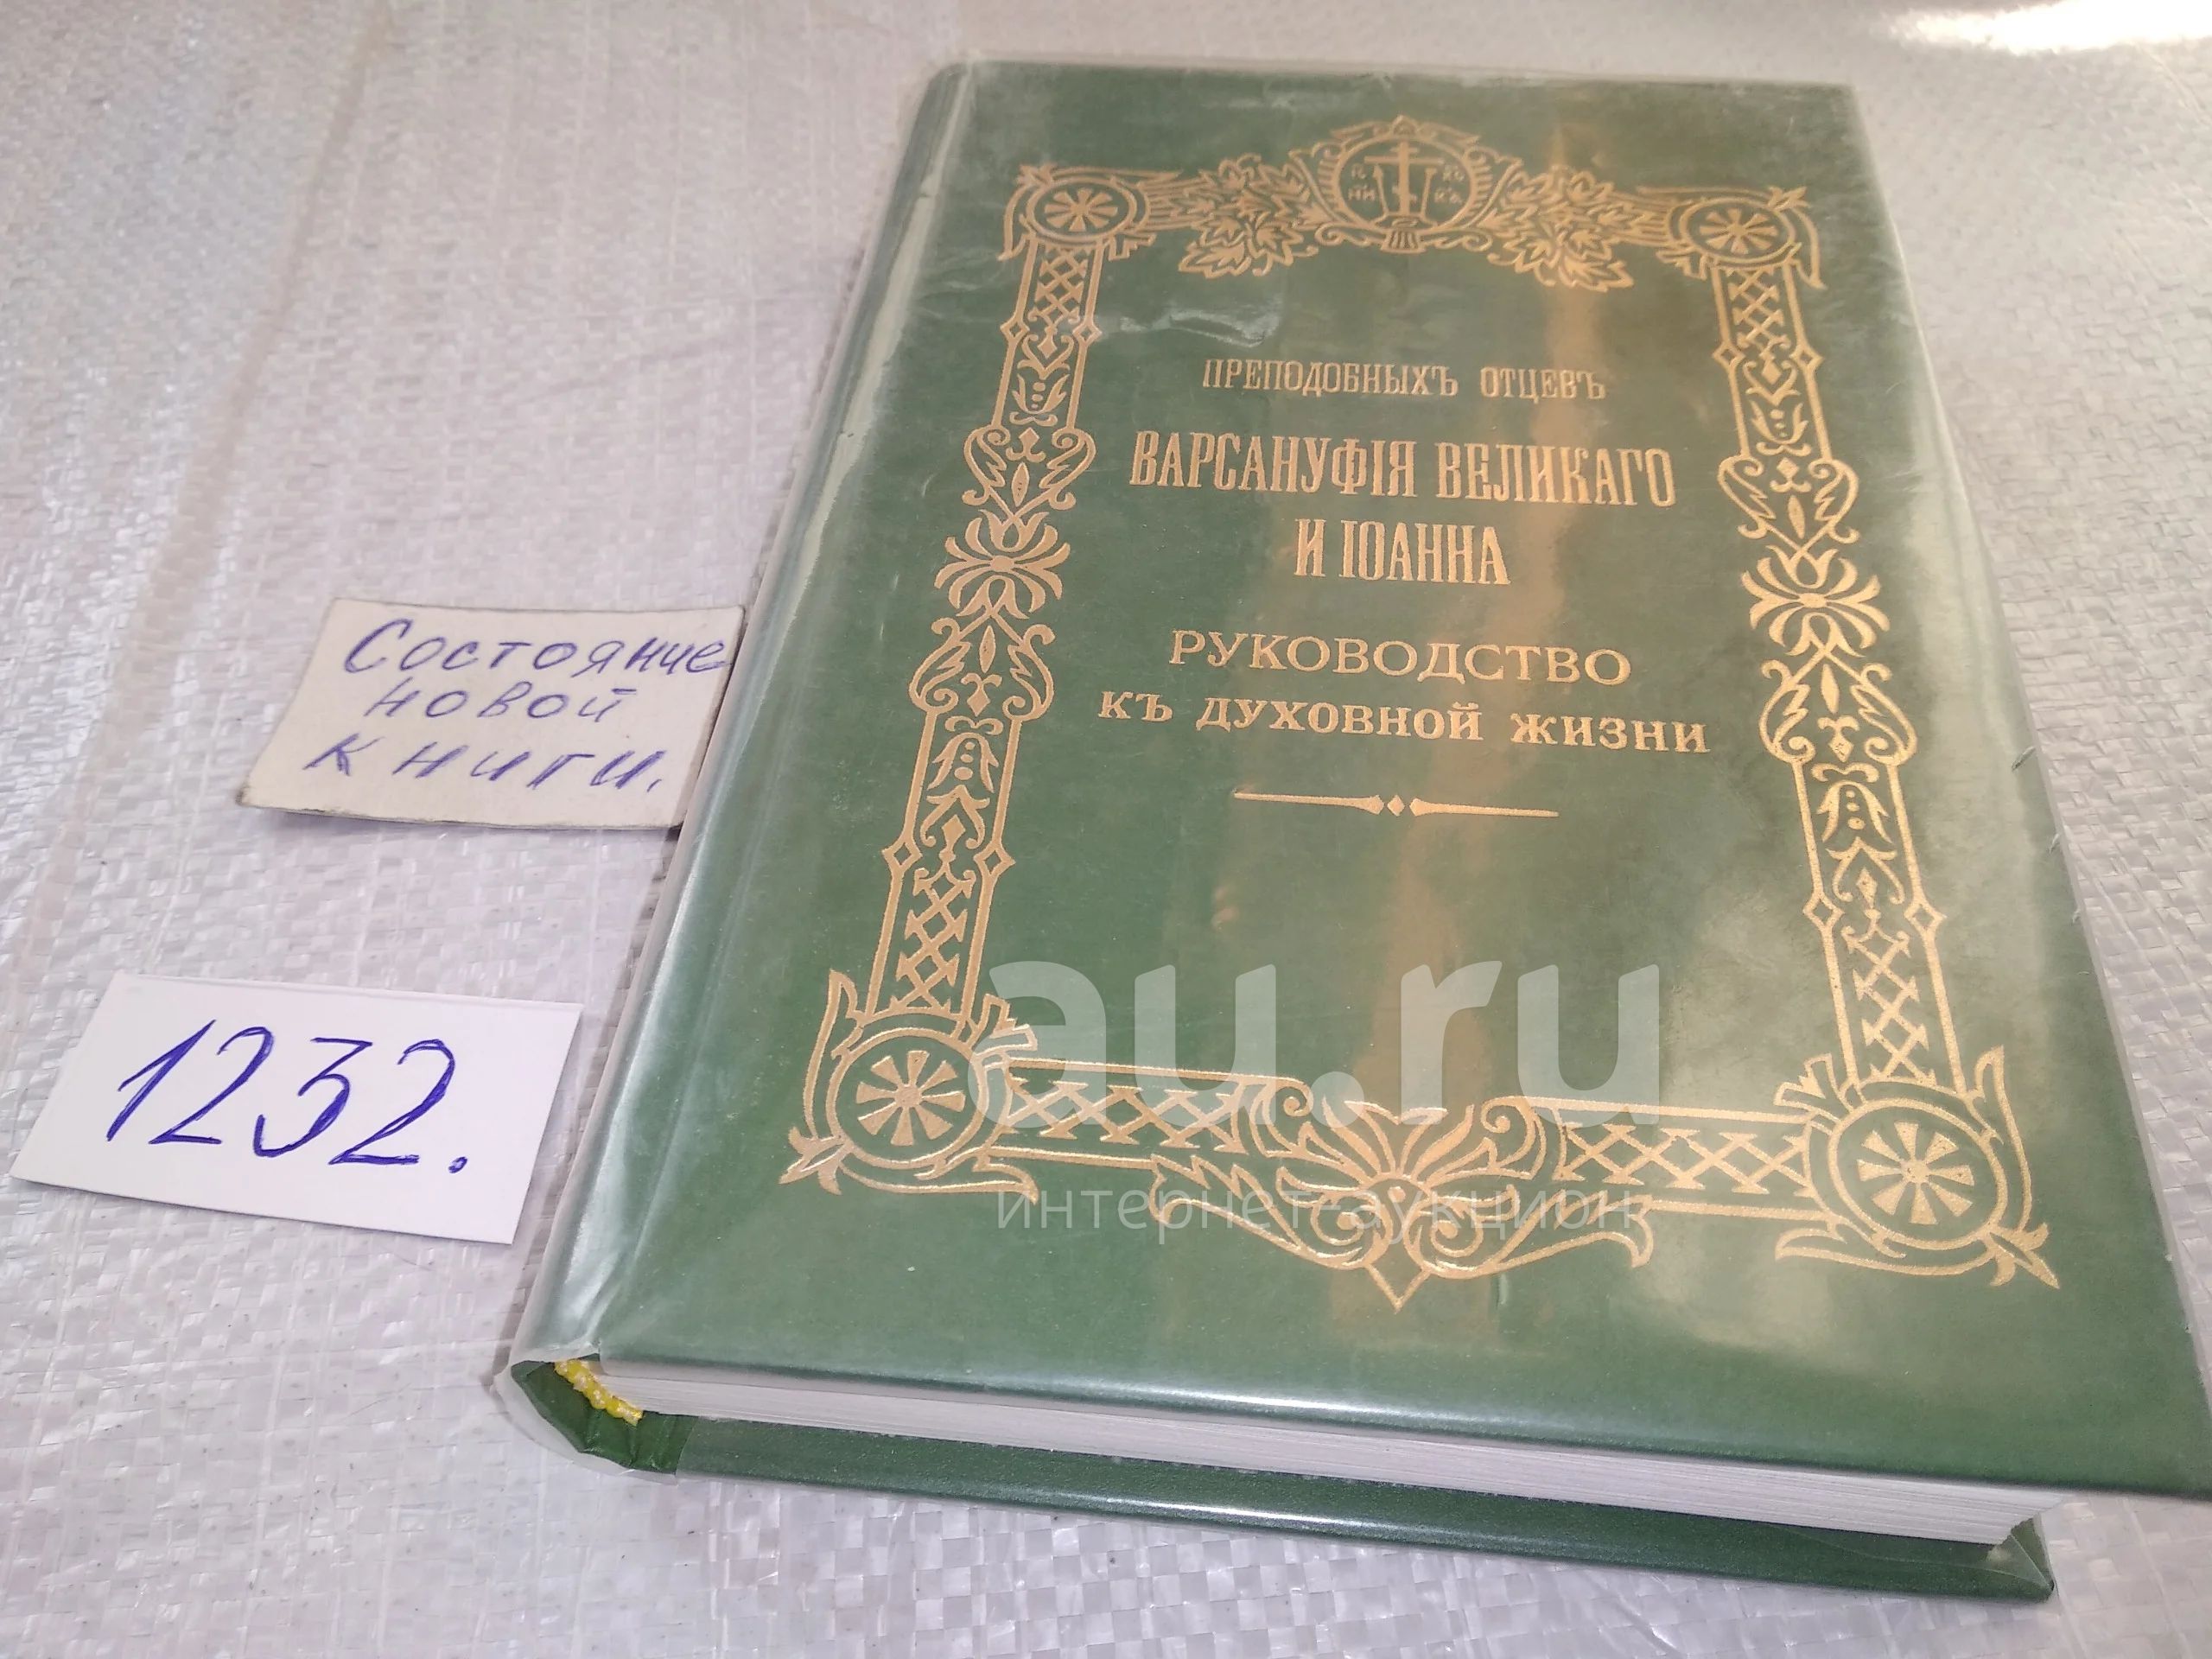 ПРЕПОДОБНЫХЪ ОТЦЕВЪ
ВАРСАНУФІЯ ВЕЛИКАГО
И ІОАННА
РУКОВОДСТВО
КЪ ДУХОВНОЙ ЖИЗНИ
Состояние
новой
книги.
1232.
au.ru
интернет-аукцион